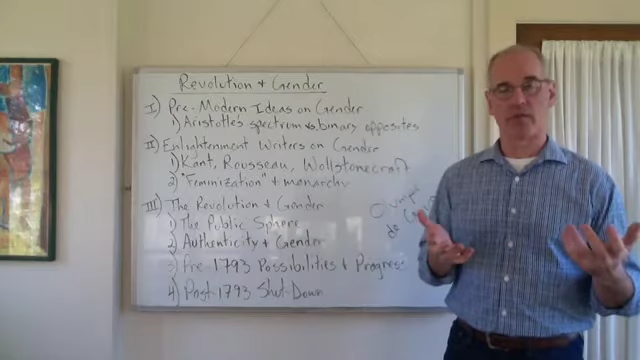 Revolution & Gender
I) Pre-Modern Ideas on Gender
1) Aristotle's spectrum vs binary opposites
II) Enlightenment Writers on Gender
1) Kant, Rousseau, Wollstonecraft
2) "Feminization" & monarchy
III) The Revolution & Gender
1) The Public Sphere
2) Authenticity & Gender
3) Pre-1793 Possibilities & Progress
4) Post-1793 Shut-Down
Olympe
de